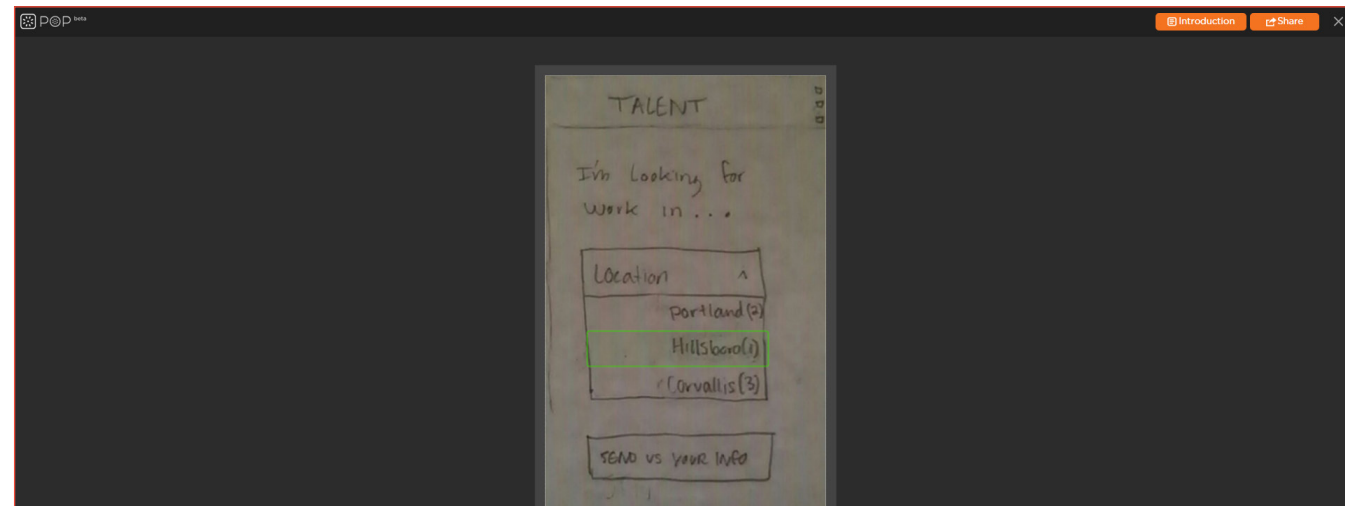 POP beta
Introduction
Share
TALENT
I'm looking for
work in...
Location ^
Portland (2)
Hillsboro (1)
Corvallis (3)
SEND US YOUR INFO